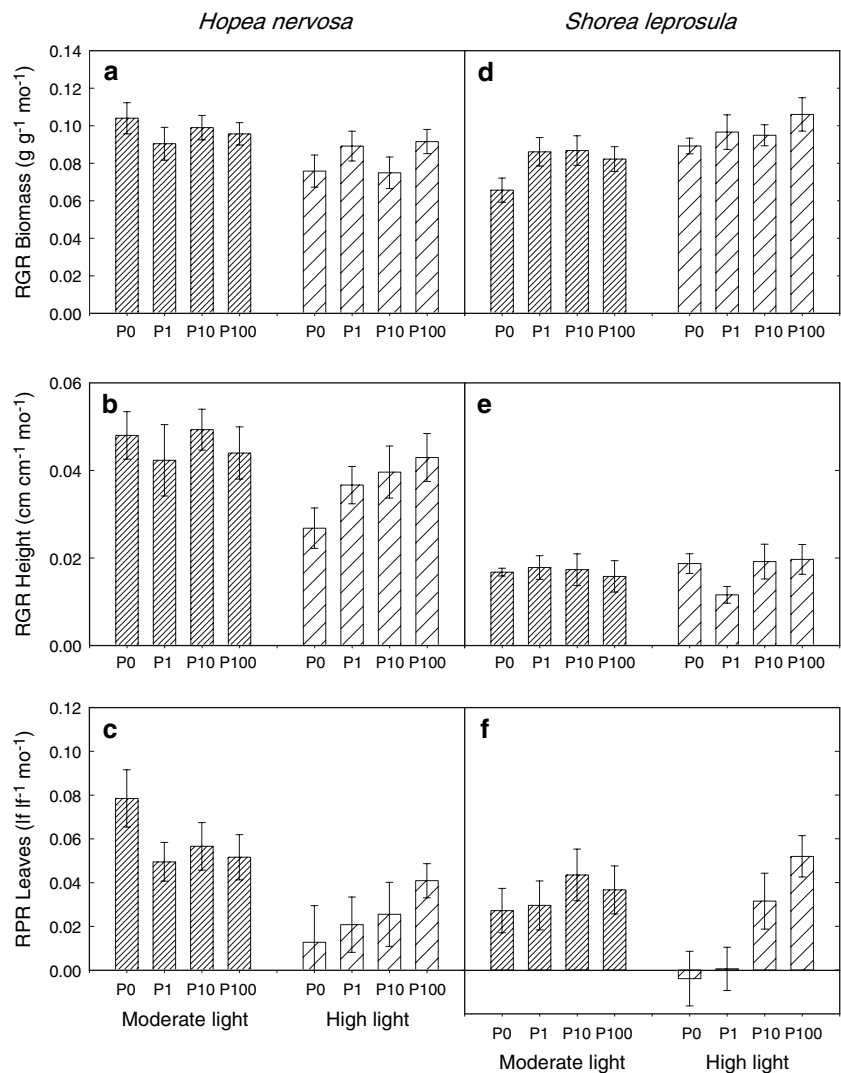 Hopea nervosa
Shorea leprosula
a
d
RGR Biomass (g g⁻¹ mo⁻¹)
0.14
0.12
0.10
0.08
0.06
0.04
0.02
0.00
P0 P1 P10 P100 P0 P1 P10 P100
P0 P1 P10 P100 P0 P1 P10 P100
b
e
RGR Height (cm cm⁻¹ mo⁻¹)
0.06
0.04
0.02
0.00
P0 P1 P10 P100 P0 P1 P10 P100
P0 P1 P10 P100 P0 P1 P10 P100
c
f
RPR Leaves (lf lf⁻¹ mo⁻¹)
0.12
0.10
0.08
0.06
0.04
0.02
0.00
P0 P1 P10 P100 P0 P1 P10 P100
Moderate light High light
P0 P1 P10 P100 P0 P1 P10 P100
Moderate light High light